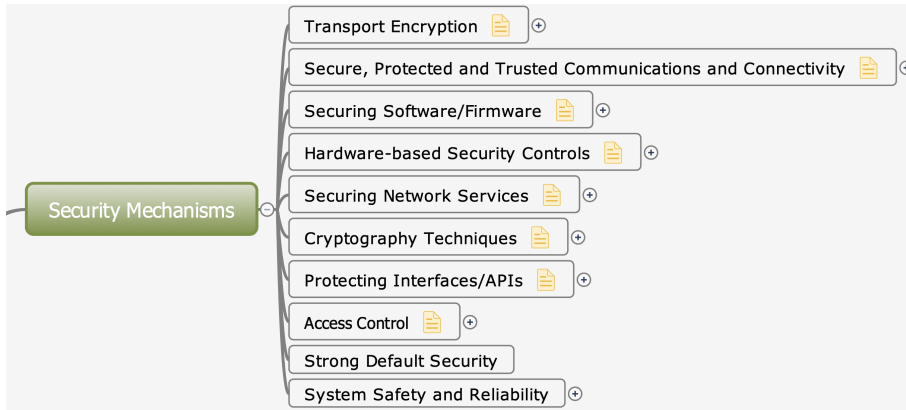 Transport Encryption
Secure, Protected and Trusted Communications and Connectivity
Securing Software/Firmware
Hardware-based Security Controls
Security Mechanisms
Securing Network Services
Cryptography Techniques
Protecting Interfaces/APIs
Access Control
Strong Default Security
System Safety and Reliability